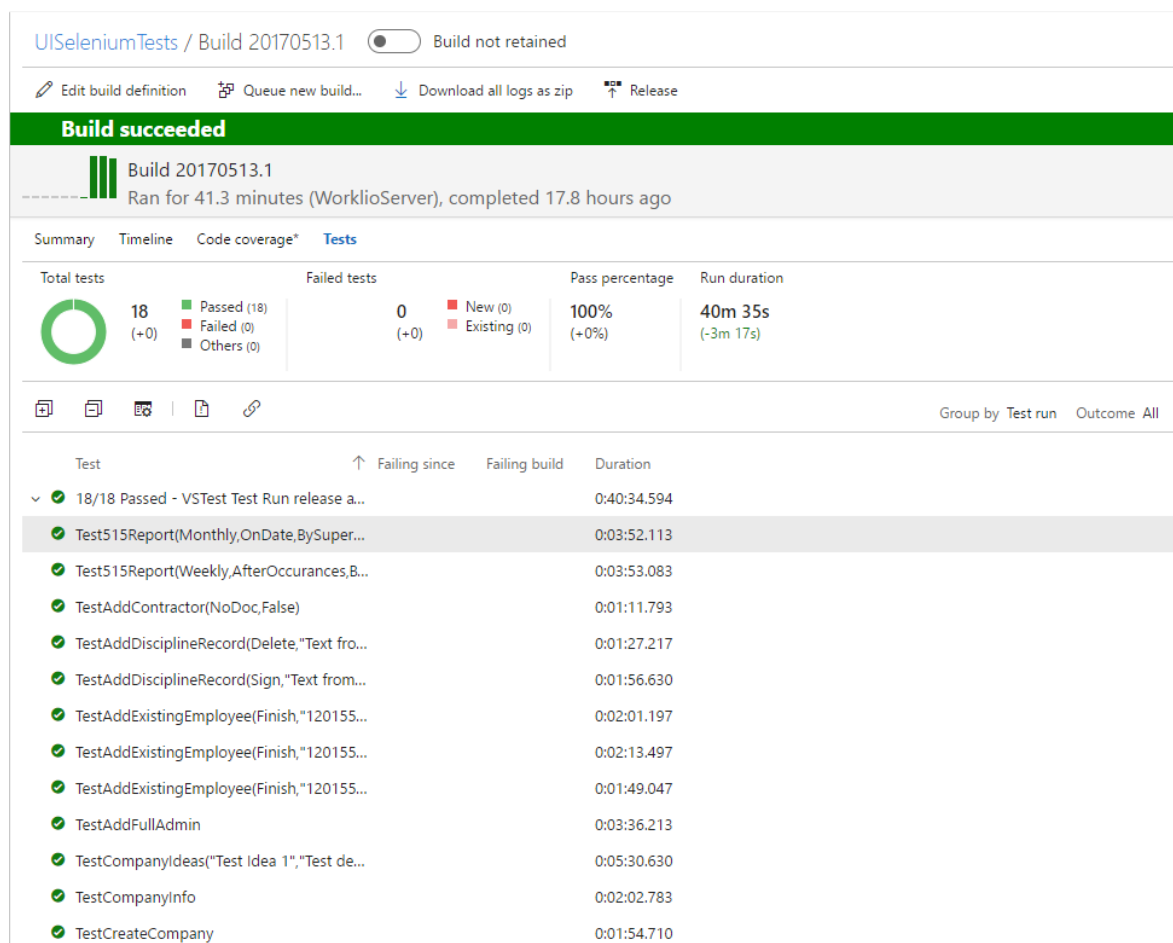 UISeleniumTests / Build 20170513.1 Build not retained
Edit build definition Queue new build... Download all logs as zip Release
Build succeeded
Build 20170513.1
Ran for 41.3 minutes (WorklioServer), completed 17.8 hours ago
Summary Timeline Code coverage* Tests
Total tests Failed tests Pass percentage Run duration
18 Passed (18) 0 New (0) 100% 40m 35s
(+0) Failed (0) (+0) Existing (0) (+0%) (-3m 17s)
Others (0)
Group by Test run Outcome All
Test Failing since Failing build Duration
18/18 Passed - VSTest Test Run release a... 0:40:34.594
Test515Report(Monthly,OnDate,BySuper... 0:03:52.113
Test515Report(Weekly,AfterOccurances,B... 0:03:53.083
TestAddContractor(NoDoc,False) 0:01:11.793
TestAddDisciplineRecord(Delete,"Text fro... 0:01:27.217
TestAddDisciplineRecord(Sign,"Text from... 0:01:56.630
TestAddExistingEmployee(Finish,"120155... 0:02:01.197
TestAddExistingEmployee(Finish,"120155... 0:02:13.497
TestAddExistingEmployee(Finish,"120155... 0:01:49.047
TestAddFullAdmin 0:03:36.213
TestCompanyIdeas("Test Idea 1","Test de... 0:05:30.630
TestCompanyInfo 0:02:02.783
TestCreateCompany 0:01:54.710